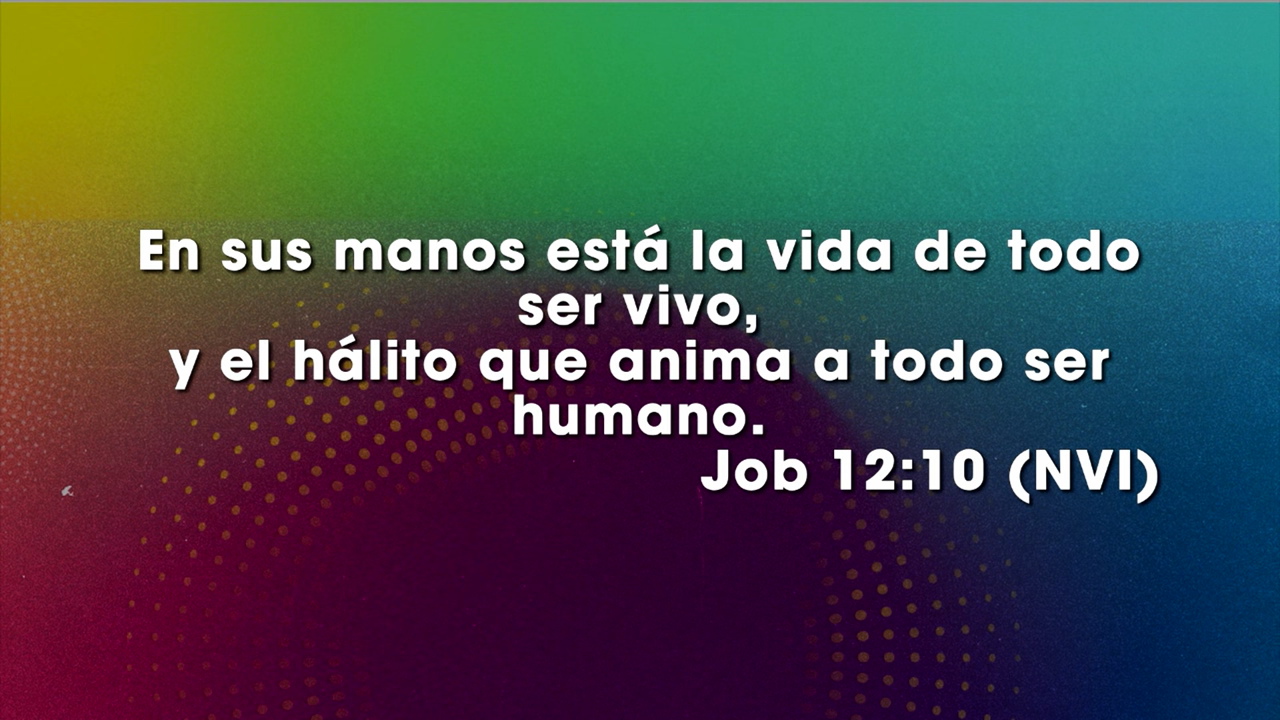 En sus manos está la vida de todo
ser vivo,
y el hálito que anima a todo ser
humano.
Job 12:10 (NVI)